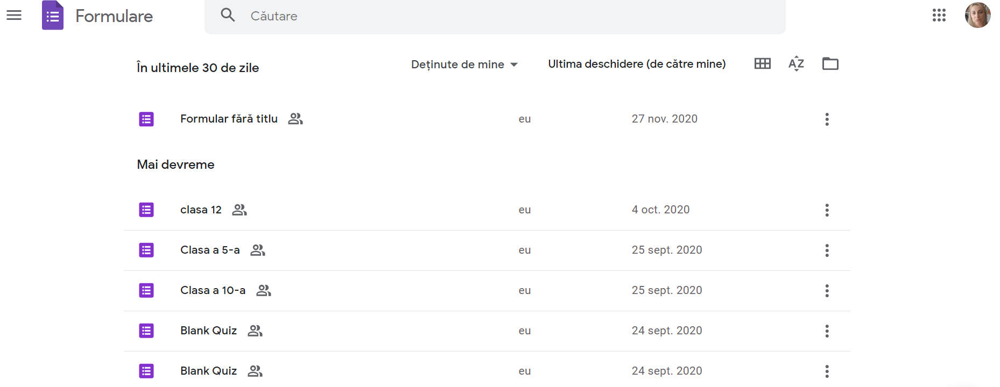 Formulare
Căutare
În ultimele 30 de zile Deținute de mine Ultima deschidere (de către mine) AZ
Formular fără titlu eu 27 nov. 2020
Mai devreme
clasa 12 eu 4 oct. 2020
Clasa a 5-a eu 25 sept. 2020
Clasa a 10-a eu 25 sept. 2020
Blank Quiz eu 24 sept. 2020
Blank Quiz eu 24 sept. 2020